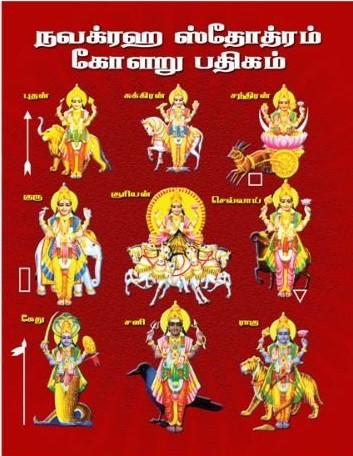 நவக்ரஹ ஸ்தோத்ரம்
கோளறு பதிகம்
புதன்
சுக்கிரன்
சந்திரன்
குரு
சூரியன்
செவ்வாய்
கேது
சனி
ராகு